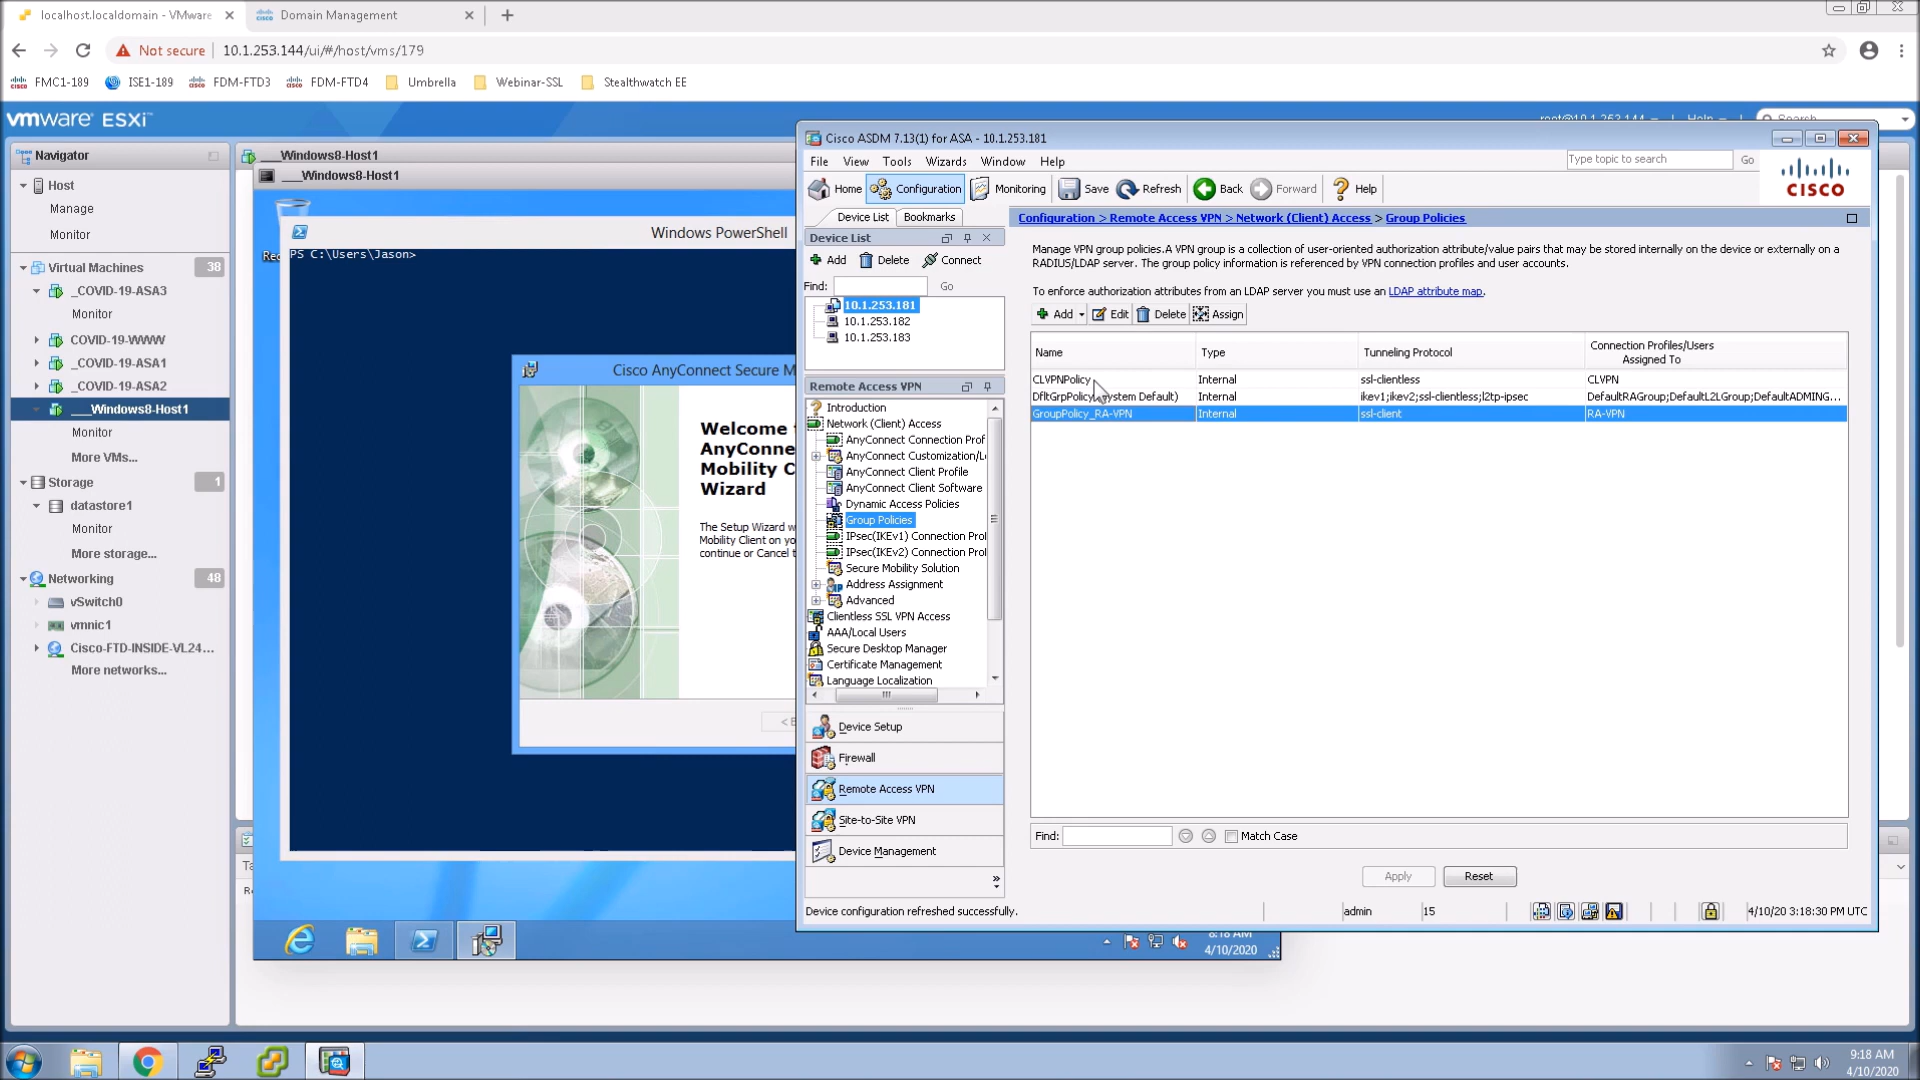 localhost.localdomain - VMware
Domain Management
Not secure
10.1.253.144/ui/#/host/vms/179
FMC1-189
ISE1-189
FDM-FTD3
FDM-FTD4
Umbrella
Webinar-SSL
Stealthwatch EE
vmware ESXi
root@10.1.253.144
Help
Search
Navigator
Host
Manage
Monitor
Virtual Machines
38
_COVID-19-ASA3
Monitor
COVID-19-WWW
_COVID-19-ASA1
_COVID-19-ASA2
___Windows8-Host1
Monitor
More VMs...
Storage
1
datastore1
Monitor
More storage...
Networking
48
vSwitch0
vmnic1
Cisco-FTD-INSIDE-VL24...
More networks...
___Windows8-Host1
___Windows8-Host1
Windows PowerShell
PS C:\Users\Jason>
Cisco AnyConnect Secure M
Welcome
AnyConne
Mobility C
Wizard
The Setup Wizard w
Mobility Client on yo
continue or Cancel t
8:18 AM
4/10/2020
Cisco ASDM 7.13(1) for ASA - 10.1.253.181
File
View
Tools
Wizards
Window
Help
Type topic to search
Go
CISCO
Home
Configuration
Monitoring
Save
Refresh
Back
Forward
Help
Device List
Bookmarks
Device List
Add
Delete
Connect
Find:
Go
10.1.253.181
10.1.253.182
10.1.253.183
Remote Access VPN
Introduction
Network (Client) Access
AnyConnect Connection Prof
AnyConnect Customization/L
AnyConnect Client Profile
AnyConnect Client Software
Dynamic Access Policies
Group Policies
IPsec(IKEv1) Connection Prol
IPsec(IKEv2) Connection Prol
Secure Mobility Solution
Address Assignment
Advanced
Clientless SSL VPN Access
AAA/Local Users
Secure Desktop Manager
Certificate Management
Language Localization
Device Setup
Firewall
Remote Access VPN
Site-to-Site VPN
Device Management
Configuration > Remote Access VPN > Network (Client) Access > Group Policies
Manage VPN group policies.A VPN group is a collection of user-oriented authorization attribute/value pairs that may be stored internally on the device or externally on a
RADIUS/LDAP server. The group policy information is referenced by VPN connection profiles and user accounts.
To enforce authorization attributes from an LDAP server you must use an LDAP attribute map.
Add
Edit
Delete
Assign
Name
Type
Tunneling Protocol
Connection Profiles/Users
Assigned To
CLVPNPolicy
Internal
ssl-clientless
CLVPN
DfltGrpPolicy ystem Default)
Internal
ikev1;ikev2;ssl-clientless;l2tp-ipsec
DefaultRAGroup;DefaultL2LGroup;DefaultADMING...
GroupPolicy_RA-VPN
Internal
ssl-client
RA-VPN
Find:
Match Case
Apply
Reset
Device configuration refreshed successfully.
admin
15
4/10/20 3:18:30 PM UTC
9:18 AM
4/10/2020